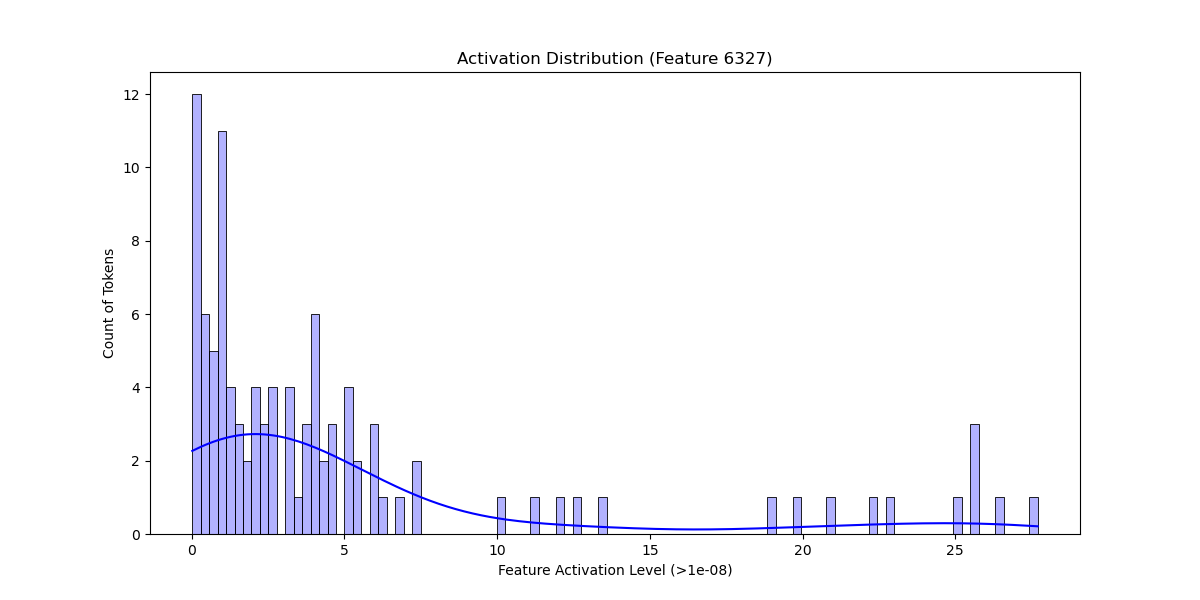 Activation Distribution (Feature 6327)
12
10
8
6
4
2
0
Count of Tokens
0 5 10 15 20 25
Feature Activation Level (>1e-08)